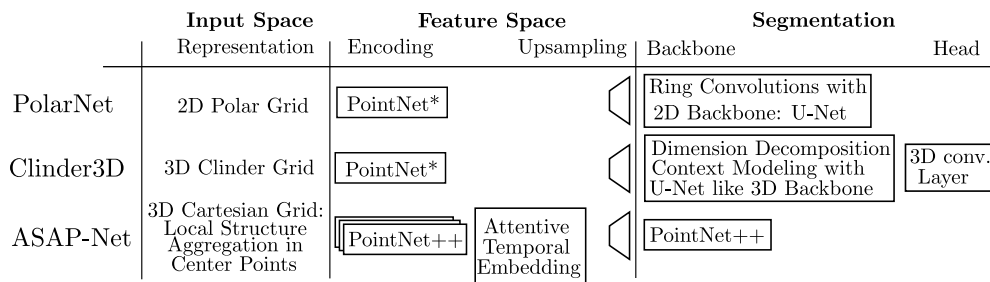 Input Space Feature Space Segmentation
Representation Encoding Upsampling Backbone Head
PolarNet 2D Polar Grid PointNet* Ring Convolutions with
2D Backbone: U-Net
Clinder3D 3D Clinder Grid PointNet* Dimension Decomposition
Context Modeling with
U-Net like 3D Backbone
3D conv.
Layer
ASAP-Net 3D Cartesian Grid:
Local Structure
Aggregation in
Center Points
PointNet++
Attentive
Temporal
Embedding
PointNet++